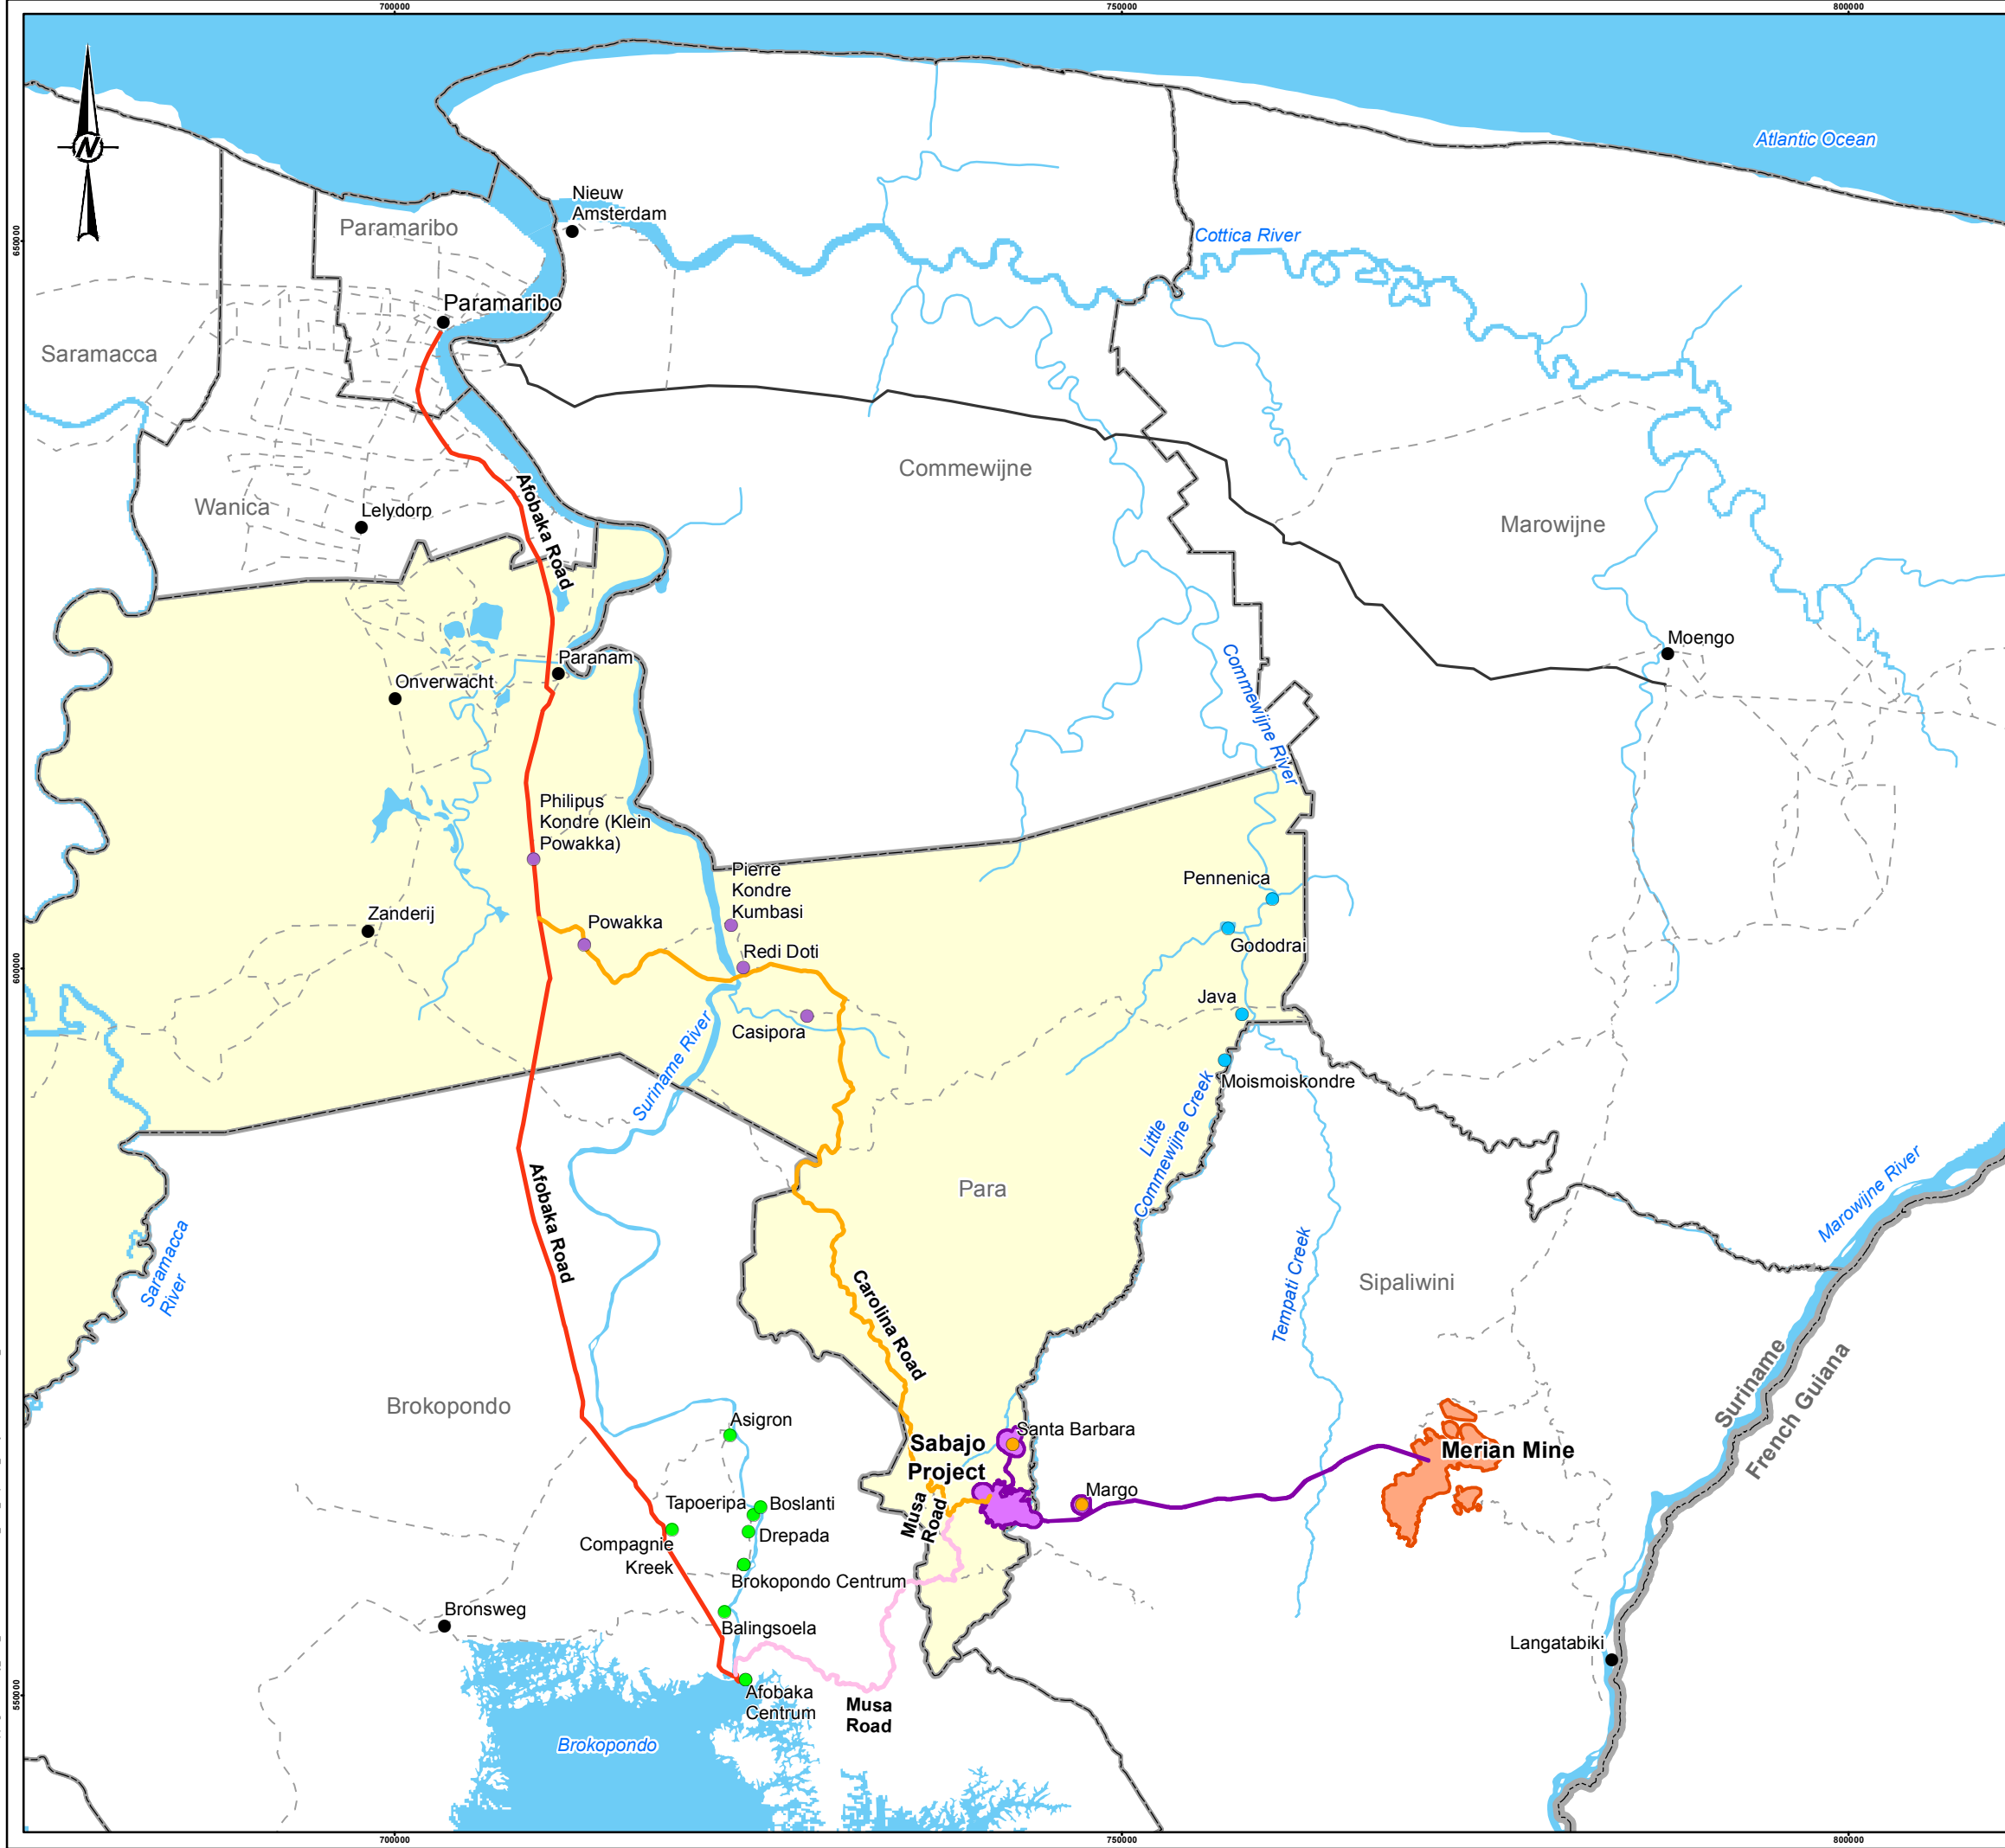 700000
750000
800000
Atlantic Ocean
Nieuw
Amsterdam
Paramaribo
Cottica River
650000
Paramaribo
Saramacca
Commewijne
Afobaka Road
Wanica
Lelydorp
Marowijne
Moengo
Commewijne River
Paranam
Onverwacht
Philipus
Kondre (Klein
Powakka)
Pierre
Kondre
Kumbasi
Pennenica
Zanderij
Powakka
Gododrai
Redi Doti
600000
Java
Casipora
Suriname River
Moismoiskondre
Little
Commewijne Creek
Para
Marowijne River
Afobaka Road
Saramacca
River
Tempati Creek
Sipaliwini
Carolina Road
Suriname
French Guiana
Brokopondo
Asigron
Santa Barbara
Sabajo
Project
Merian Mine
Margo
Tapoeripa
Boslanti
Musa
Road
Drepada
Compagnie
Kreek
Brokopondo Centrum
Bronsweg
Balingsoela
Langatabiki
550000
Afobaka
Centrum
Musa
Road
Brokopondo
700000
750000
800000
N